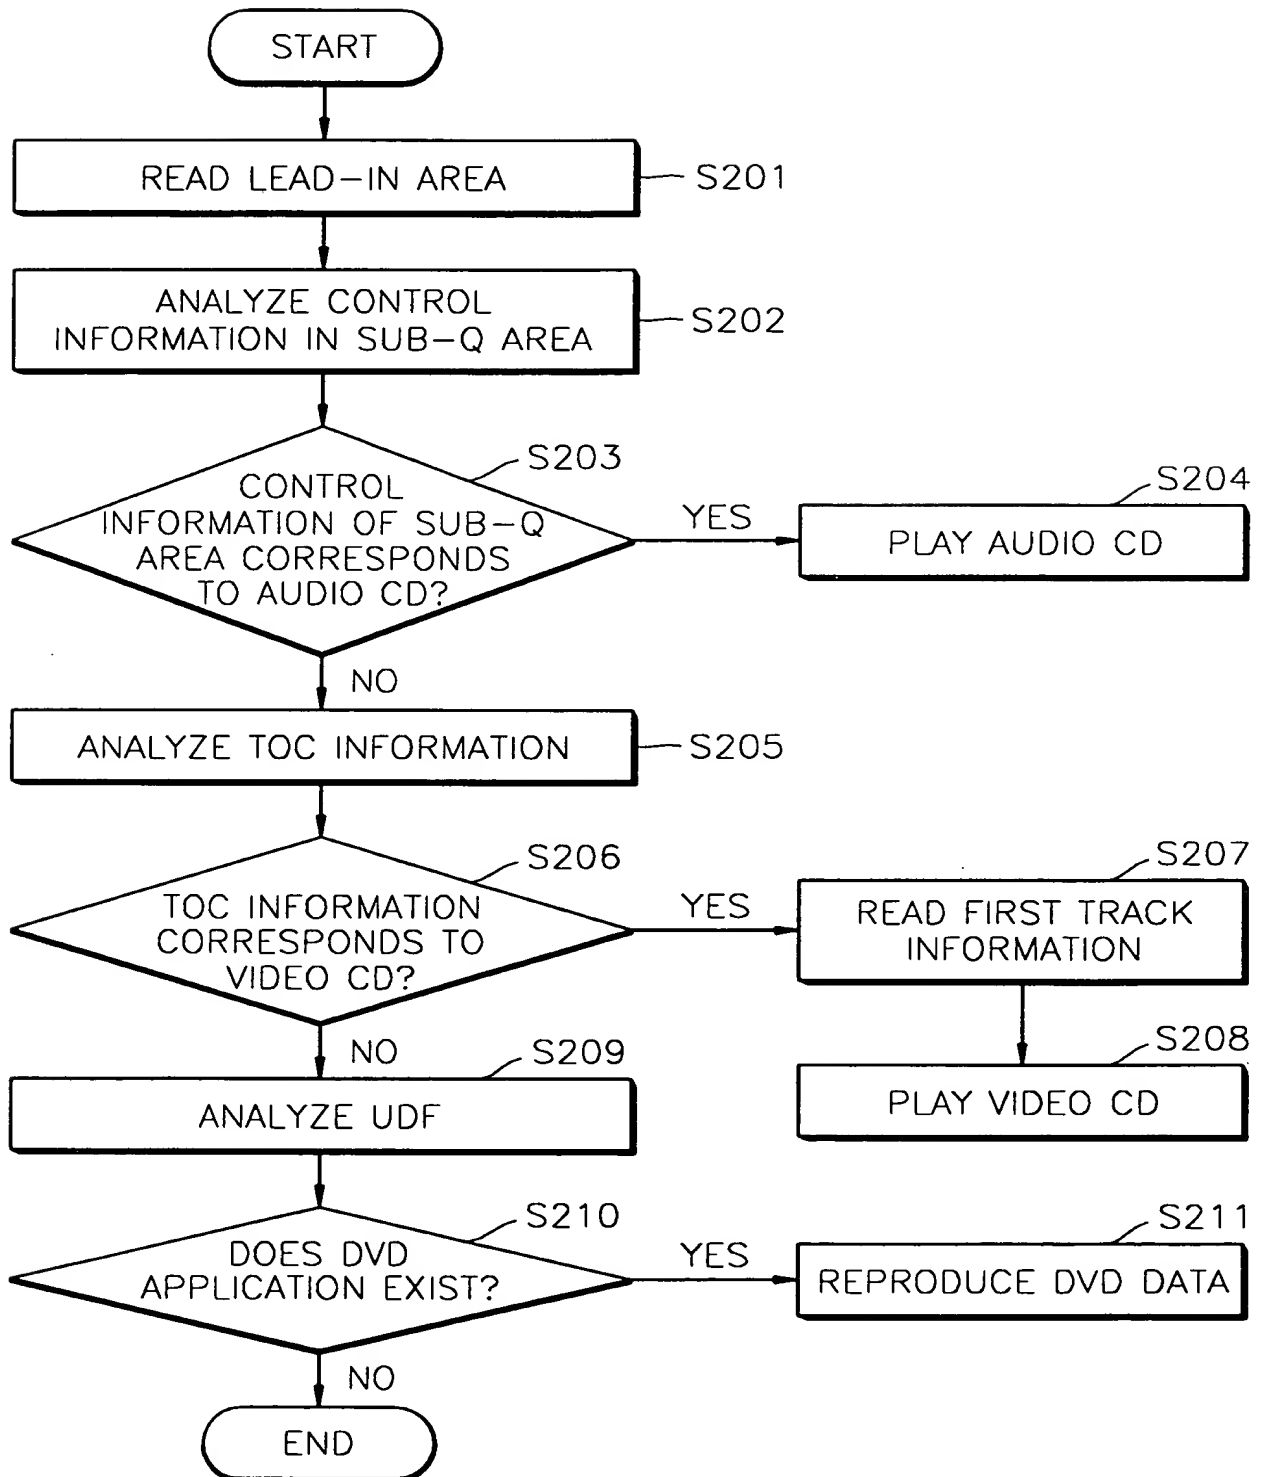 START
READ LEAD-IN AREA
S201
ANALYZE CONTROL
INFORMATION IN SUB-Q AREA
S202
S203
CONTROL
INFORMATION OF SUB-Q
AREA CORRESPONDS
TO AUDIO CD?
YES
S204
PLAY AUDIO CD
NO
ANALYZE TOC INFORMATION
S205
S206
TOC INFORMATION
CORRESPONDS TO
VIDEO CD?
YES
S207
READ FIRST TRACK
INFORMATION
S208
PLAY VIDEO CD
NO
S209
ANALYZE UDF
S210
DOES DVD
APPLICATION EXIST?
YES
S211
REPRODUCE DVD DATA
NO
END